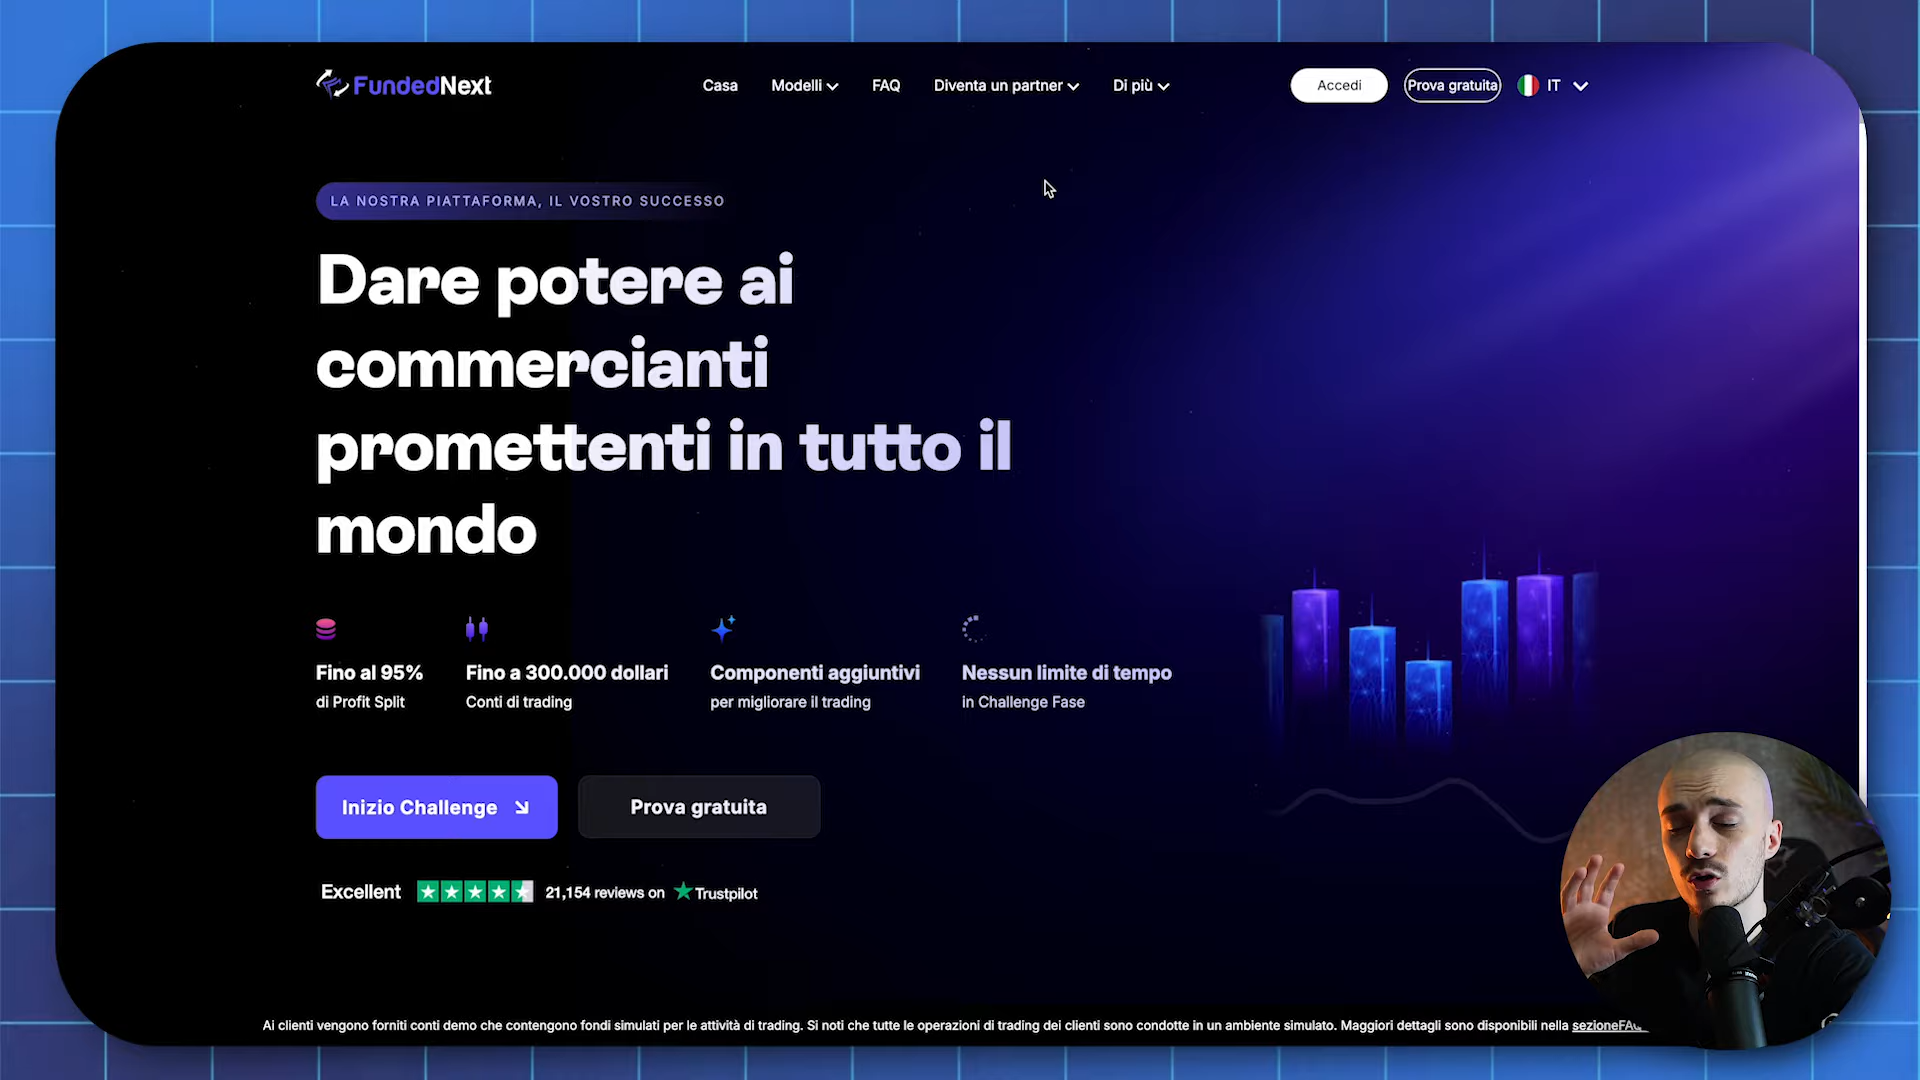 FundedNext
Casa
Modelli
FAQ
Diventa un partner
Di più
Accedi
Prova gratuita
IT
LA NOSTRA PIATTAFORMA, IL VOSTRO SUCCESSO
Dare potere ai
commercianti
promettenti in tutto il
mondo
Fino al 95%
di Profit Split
Fino a 300.000 dollari
Conti di trading
Componenti aggiuntivi
per migliorare il trading
Nessun limite di tempo
in Challenge Fase
Inizio Challenge
Prova gratuita
Excellent
21,154 reviews on
Trustpilot
Ai clienti vengono forniti conti demo che contengono fondi simulati per le attività di trading. Si noti che tutte le operazioni di trading dei clienti sono condotte in un ambiente simulato. Maggiori dettagli sono disponibili nella sezioneFAQ